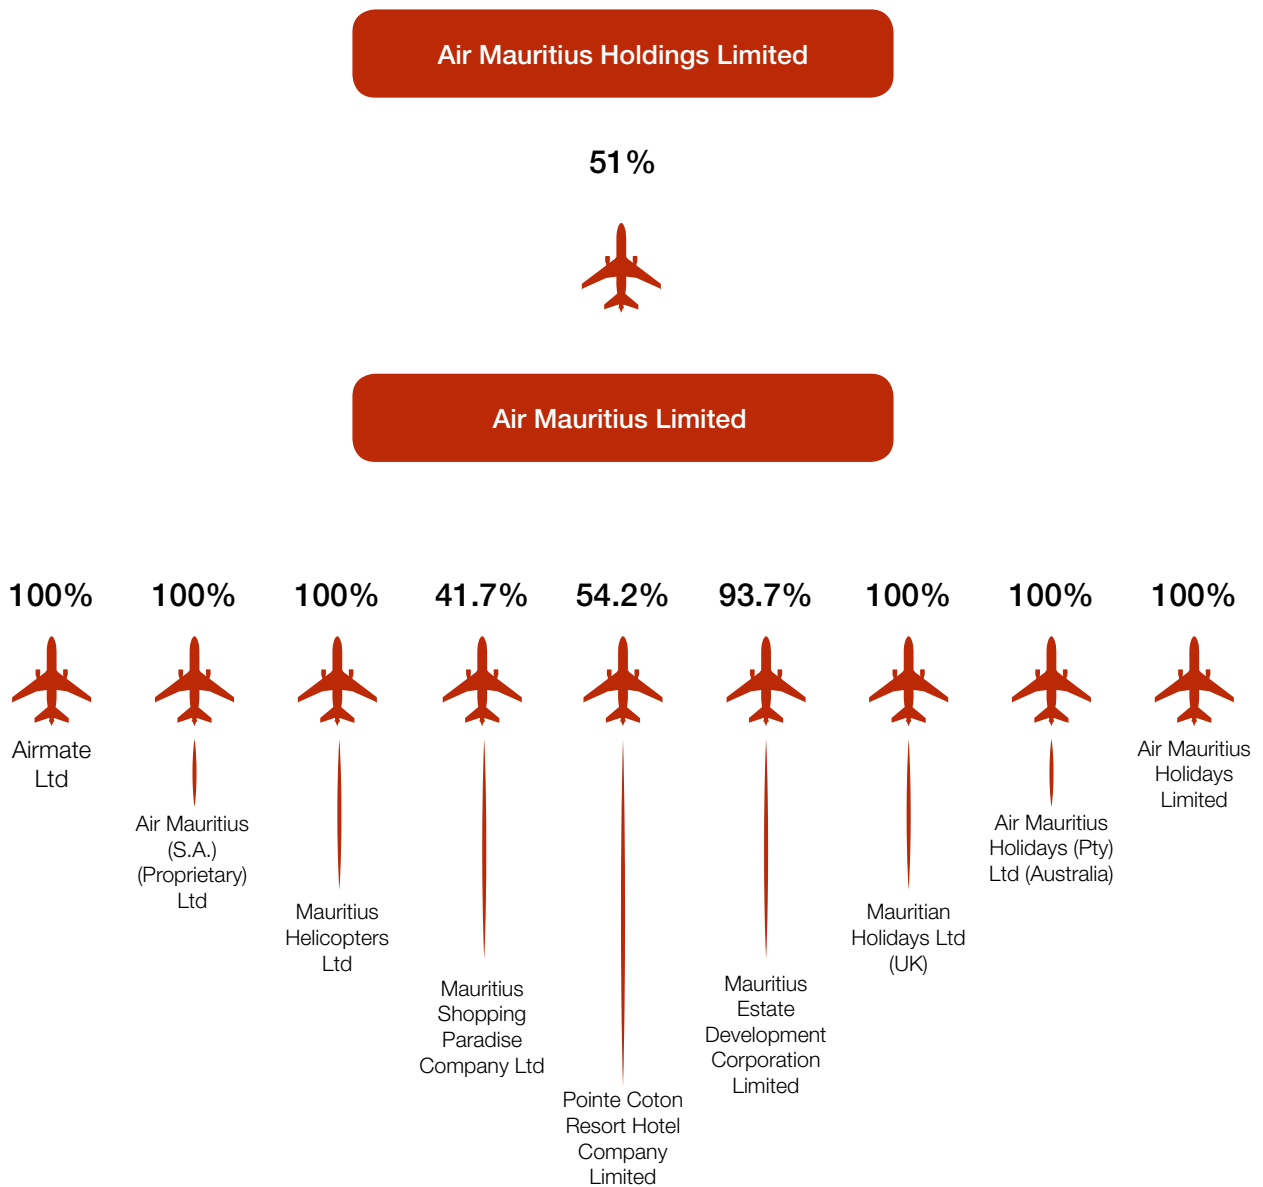 Air Mauritius Holdings Limited
51%
Air Mauritius Limited
100%
100%
100%
41.7%
54.2%
93.7%
100%
100%
100%
Airmate
Ltd
Air Mauritius
(S.A.)
(Proprietary)
Ltd
Mauritius
Helicopters
Ltd
Mauritius
Shopping
Paradise
Company Ltd
Pointe Coton
Resort Hotel
Company
Limited
Mauritius
Estate
Development
Corporation
Limited
Mauritian
Holidays Ltd
(UK)
Air Mauritius
Holidays (Pty)
Ltd (Australia)
Air Mauritius
Holidays
Limited